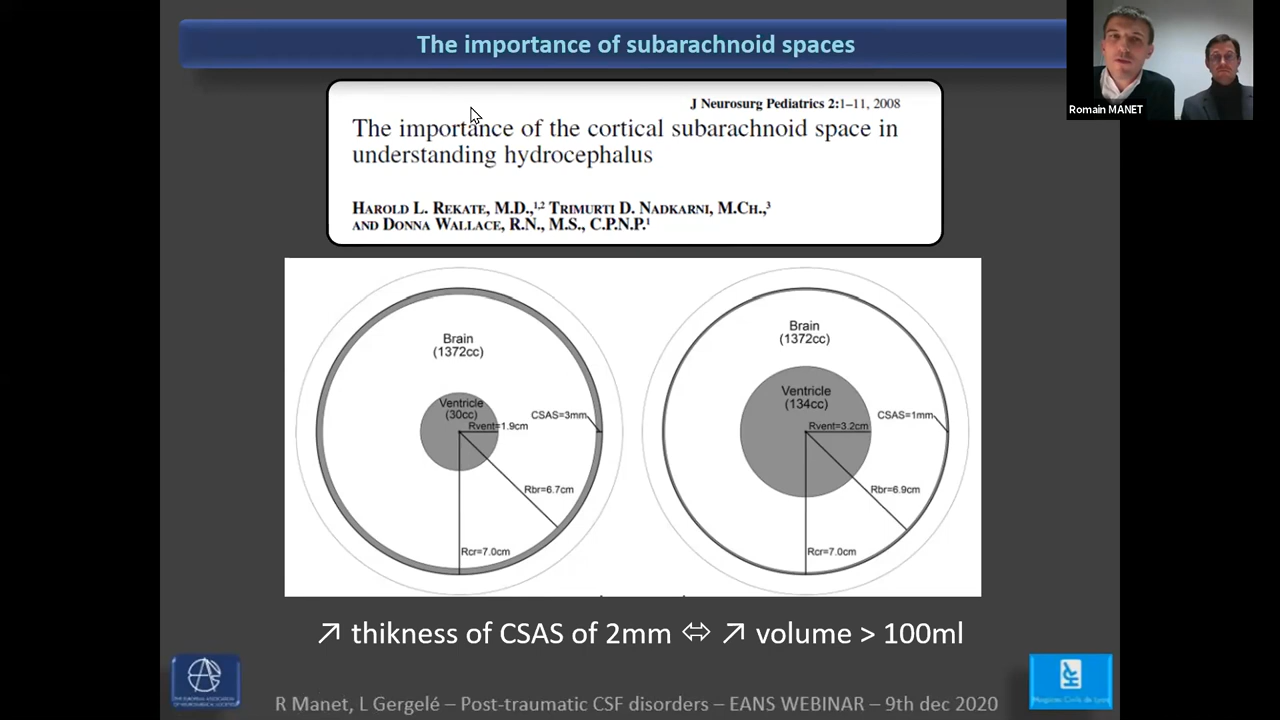 The importance of subarachnoid spaces
Romain MANET
J Neurosurg Pediatrics 2:1–11, 2008
The importance of the cortical subarachnoid space in
understanding hydrocephalus
HAROLD L. REKATE, M.D.,1,2 TRIMURTI D. NADKARNI, M.CH.,3
AND DONNA WALLACE, R.N., M.S., C.P.N.P.1
Brain
(1372cc)
Ventricle
(30cc)
Rvent=1.9cm
CSAS=3mm
Rbr=6.7cm
Rcr=7.0cm
Brain
(1372cc)
Ventricle
(134cc)
Rvent=3.2cm
CSAS=1mm
Rbr=6.9cm
Rcr=7.0cm
↗ thikness of CSAS of 2mm ⇔ ↗ volume > 100ml
R Manet, L Gergelé – Post-traumatic CSF disorders – EANS WEBINAR – 9th dec 2020